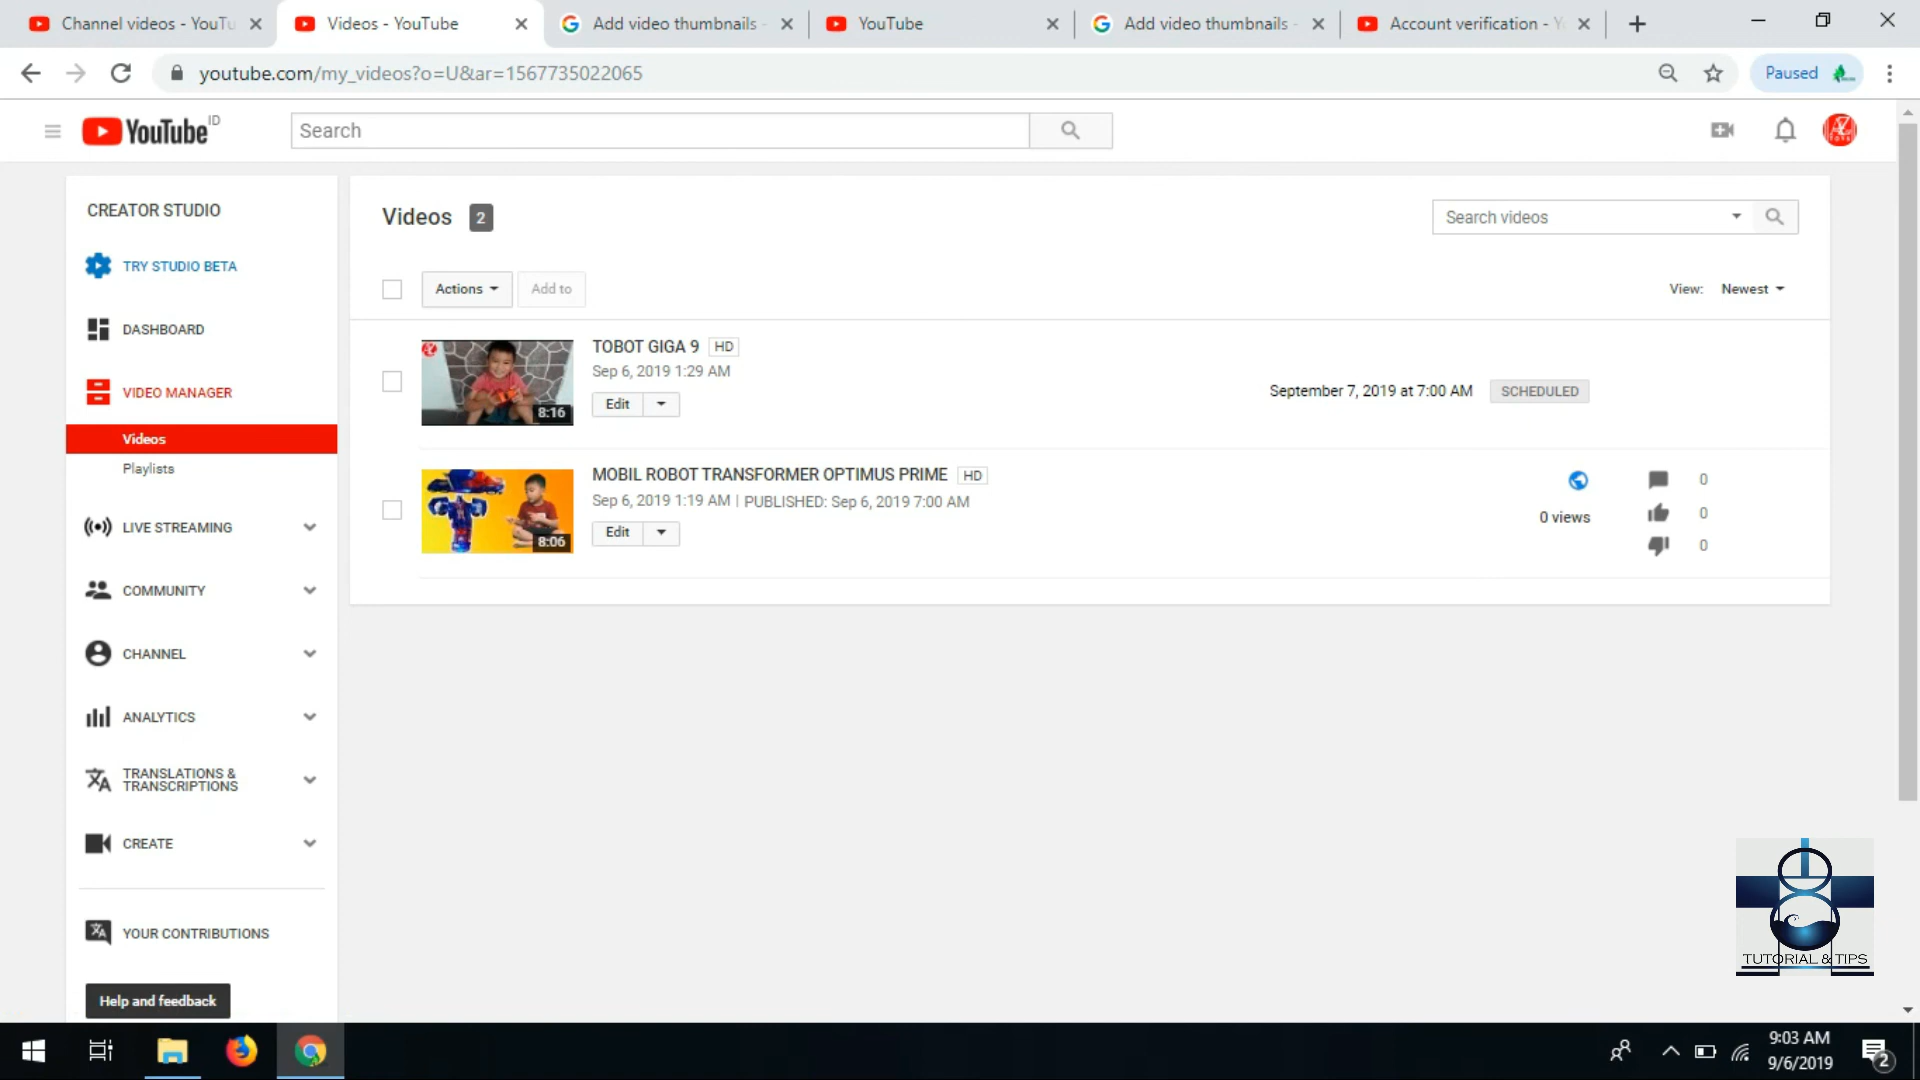 Channel videos - YouTu
Videos - YouTube
Add video thumbnails -
YouTube
Add video thumbnails -
Account verification - Yo
youtube.com/my_videos?o=U&ar=1567735022065
Paused
YouTube ID
Search
CREATOR STUDIO
TRY STUDIO BETA
DASHBOARD
VIDEO MANAGER
Videos
Playlists
LIVE STREAMING
COMMUNITY
CHANNEL
ANALYTICS
TRANSLATIONS &
TRANSCRIPTIONS
CREATE
YOUR CONTRIBUTIONS
Help and feedback
Videos 2
Search videos
Actions
Add to
View: Newest
TOBOT GIGA 9 HD
Sep 6, 2019 1:29 AM
8:16
Edit
September 7, 2019 at 7:00 AM SCHEDULED
MOBIL ROBOT TRANSFORMER OPTIMUS PRIME HD
Sep 6, 2019 1:19 AM | PUBLISHED: Sep 6, 2019 7:00 AM
8:06
Edit
0 views
0
0
0
TUTORIAL & TIPS
9:03 AM
9/6/2019
2